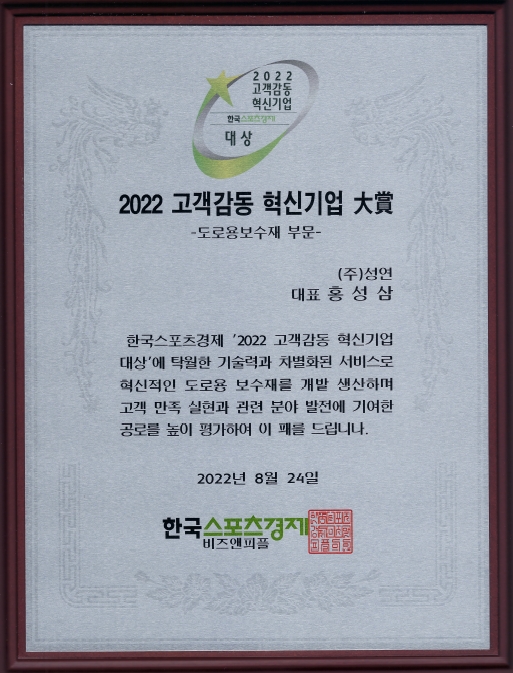 2022
고객감동
혁신기업
한국스포츠경제
대상
2022 고객감동 혁신기업 大賞
-도로용보수재 부문-
(주)성연
대표 홍성삼
한국스포츠경제 '2022 고객감동 혁신기업
대상'에 탁월한 기술력과 차별화된 서비스로
혁신적인 도로용 보수재를 개발 생산하며
고객 만족 실현과 관련 분야 발전에 기여한
공로를 높이 평가하여 이 패를 드립니다.
2022년 8월 24일
한국스포츠경제
비즈앤피플